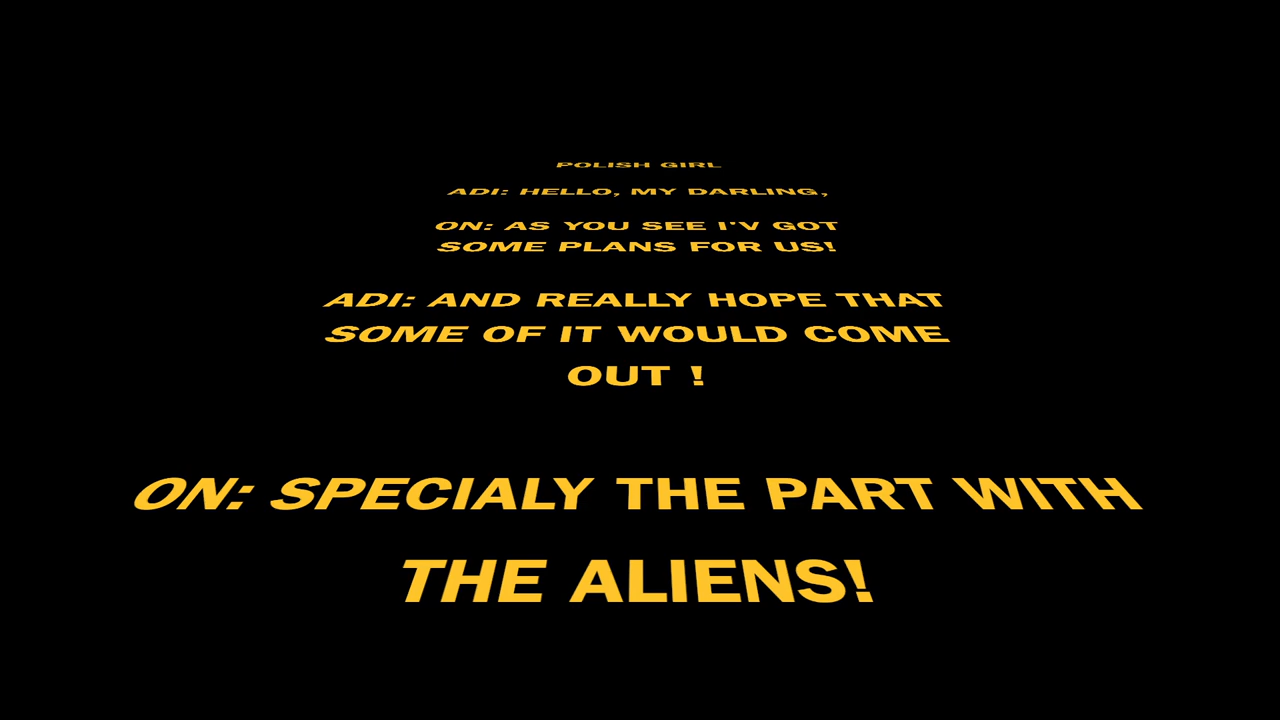 POLISH GIRL
ADI: HELLO, MY DARLING,
ON: AS YOU SEE I'V GOT
SOME PLANS FOR US!
ADI: AND REALLY HOPE THAT
SOME OF IT WOULD COME
OUT !
ON: SPECIALY THE PART WITH
THE ALIENS!